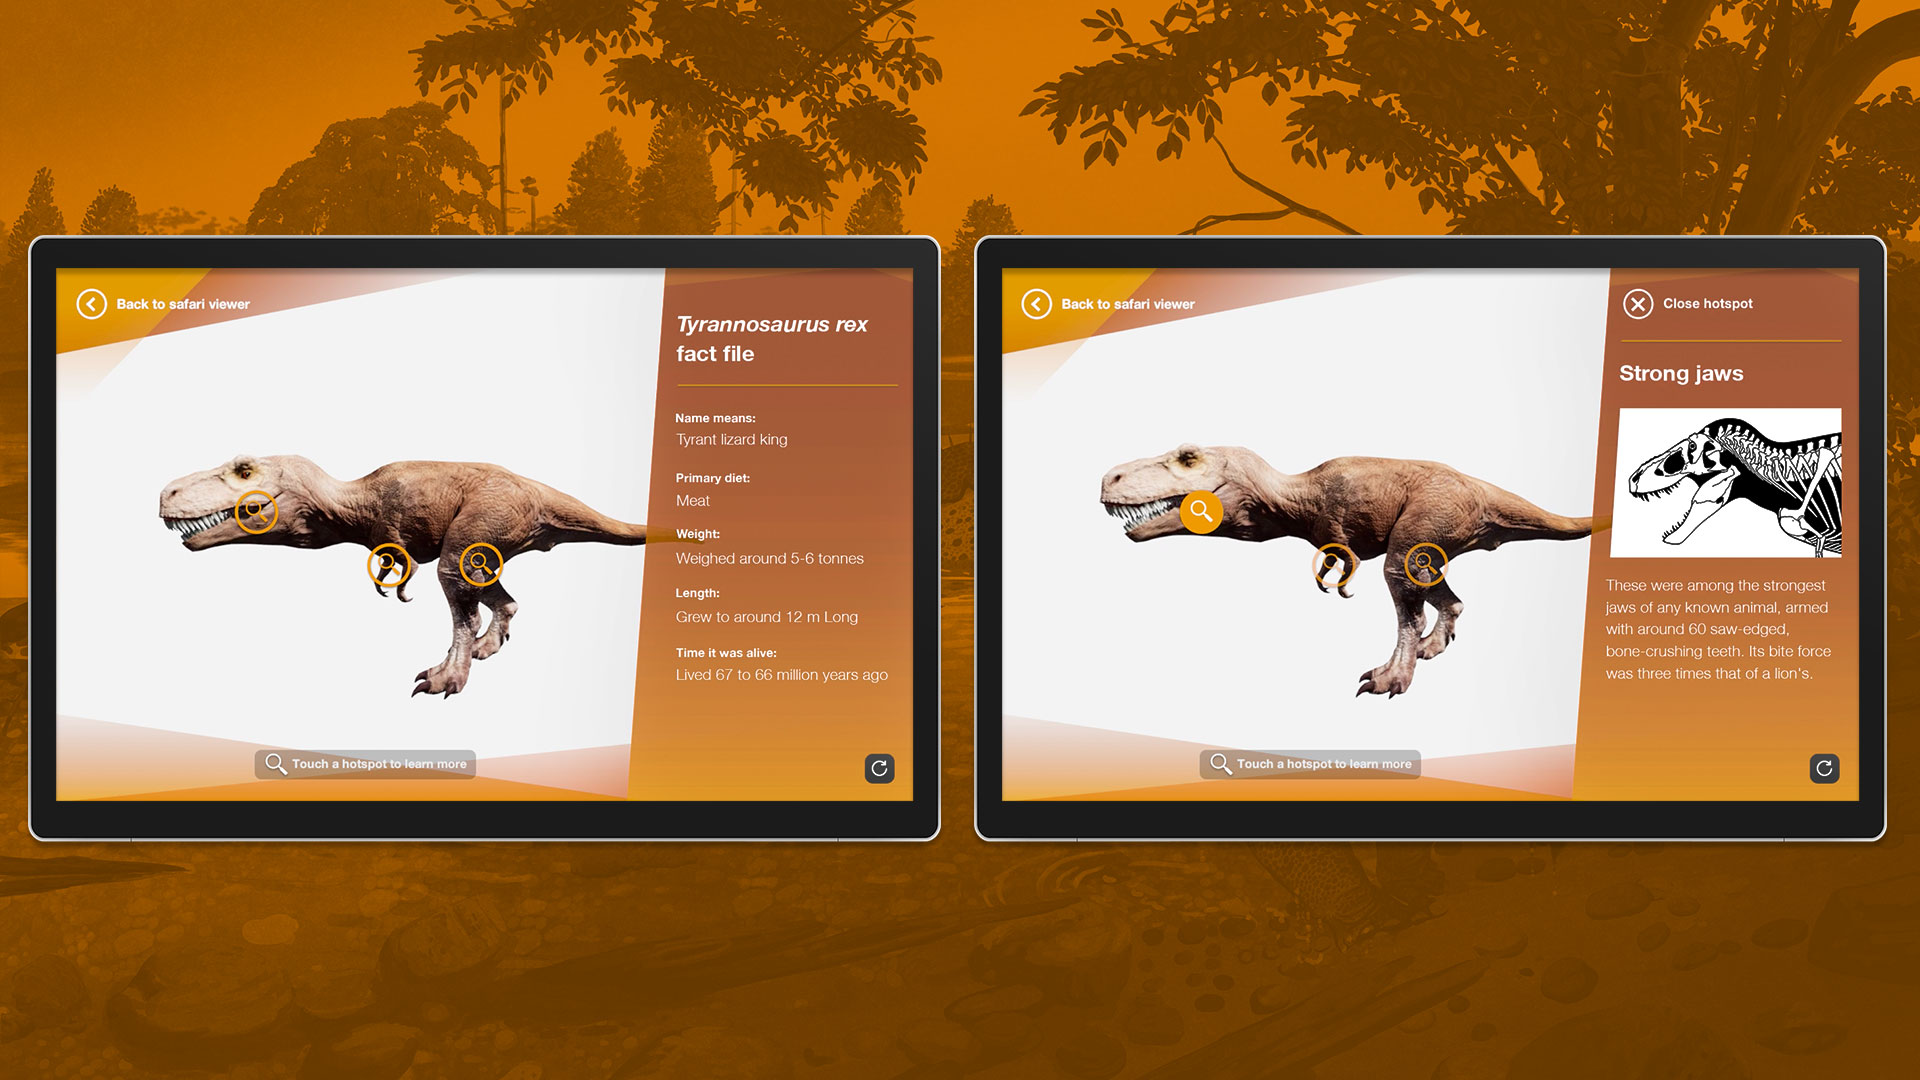 Back to safari viewer
Tyrannosaurus rex
fact file
Name means:
Tyrant lizard king
Primary diet:
Meat
Weight:
Weighed around 5-6 tonnes
Length:
Grew to around 12 m Long
Time it was alive:
Lived 67 to 66 million years ago
Touch a hotspot to learn more
Back to safari viewer
Close hotspot
Strong jaws
These were among the strongest
jaws of any known animal, armed
with around 60 saw-edged,
bone-crushing teeth. Its bite force
was three times that of a lion's.
Touch a hotspot to learn more